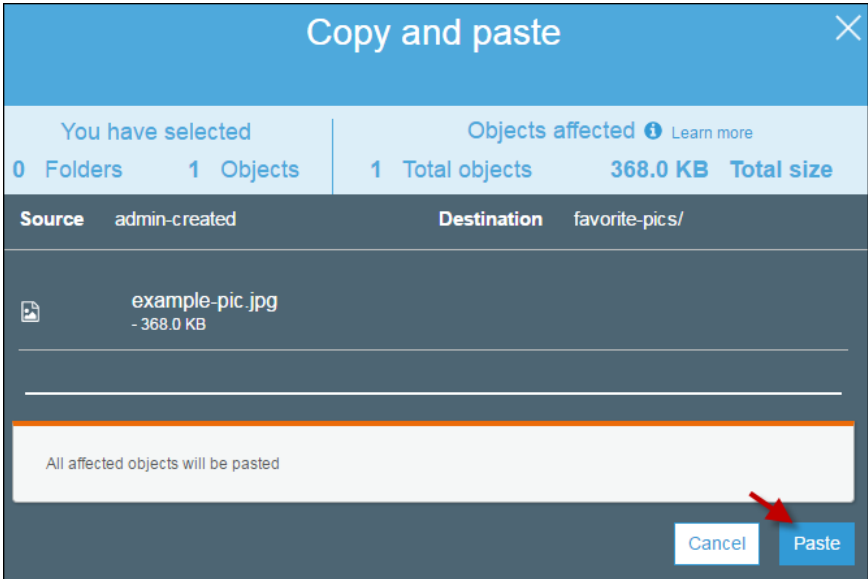 Copy and paste
You have selected
Objects affected Learn more
0 Folders 1 Objects
1 Total objects 368.0 KB Total size
Source admin-created Destination favorite-pics/
example-pic.jpg
- 368.0 KB
All affected objects will be pasted
Cancel Paste